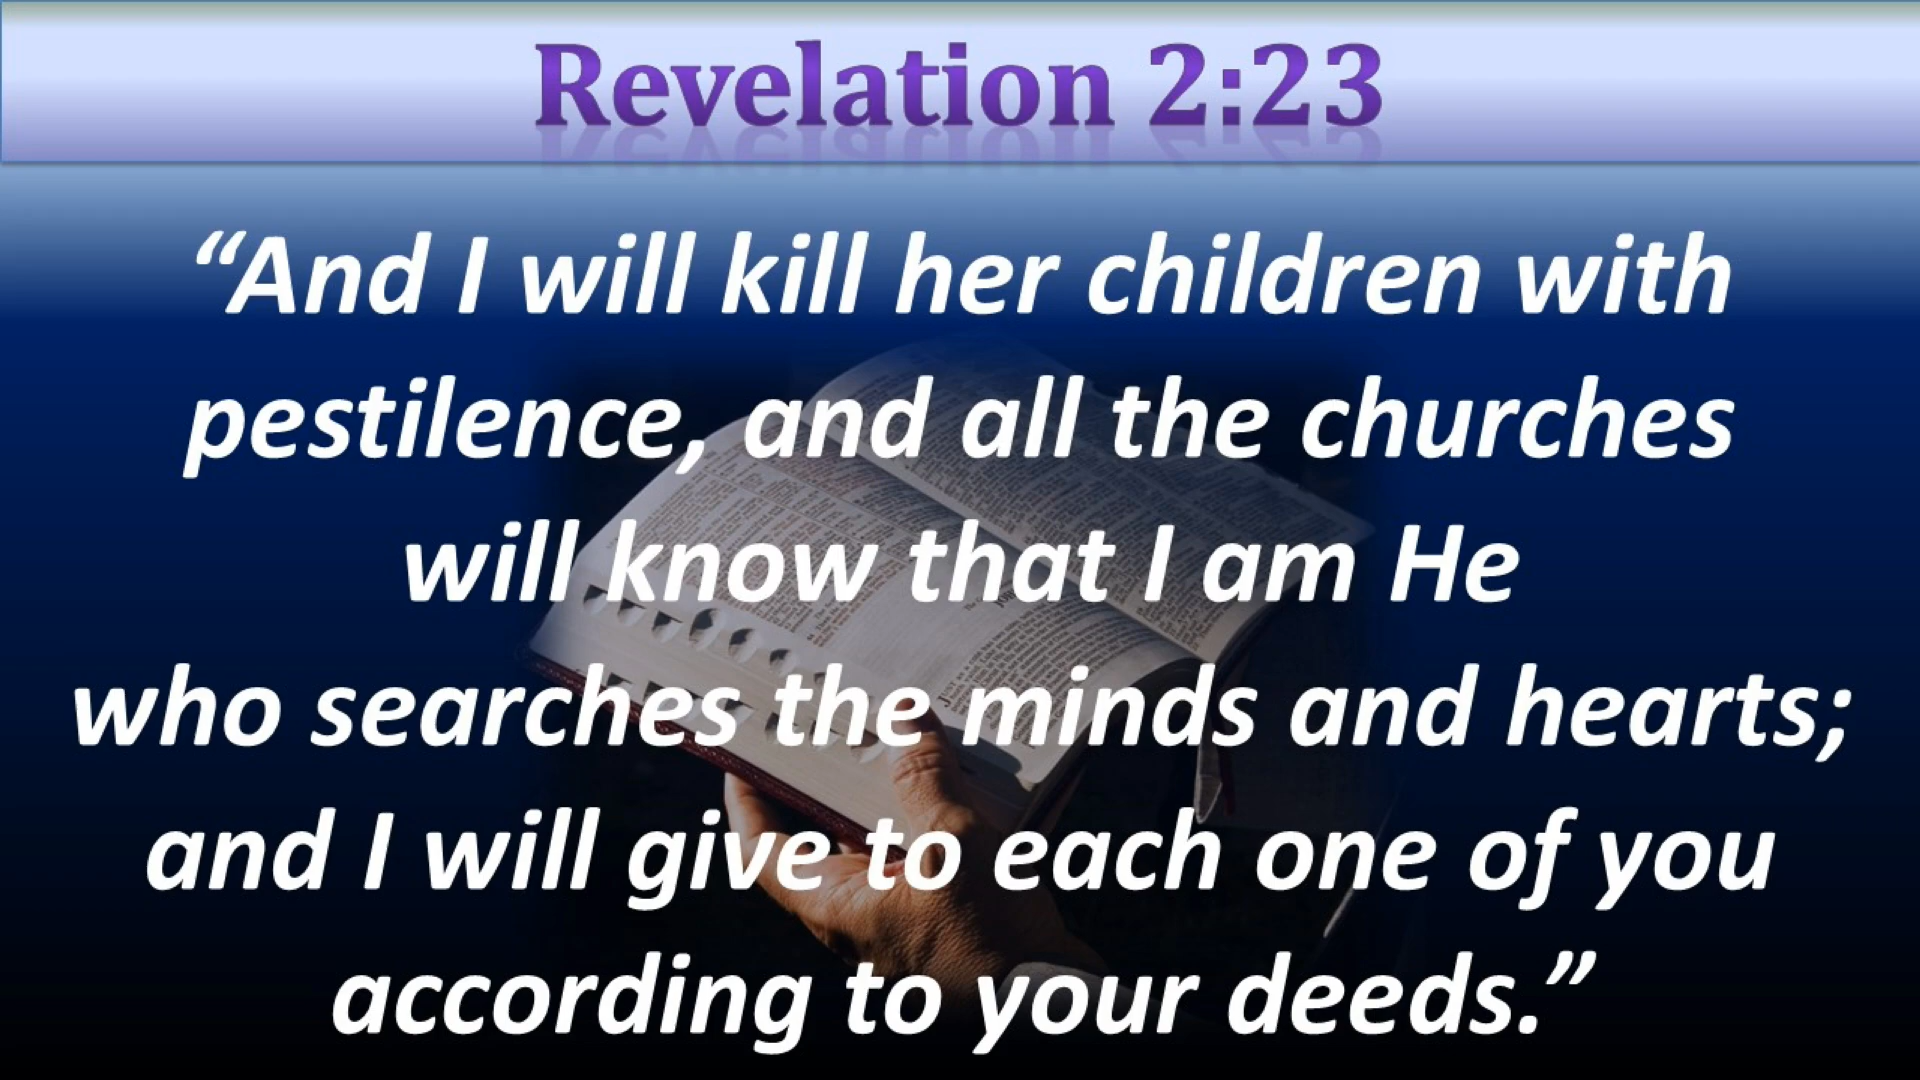 Revelation 2:23
“And I will kill her children with
pestilence, and all the churches
will know that I am He
who searches the minds and hearts;
and I will give to each one of you
according to your deeds.”